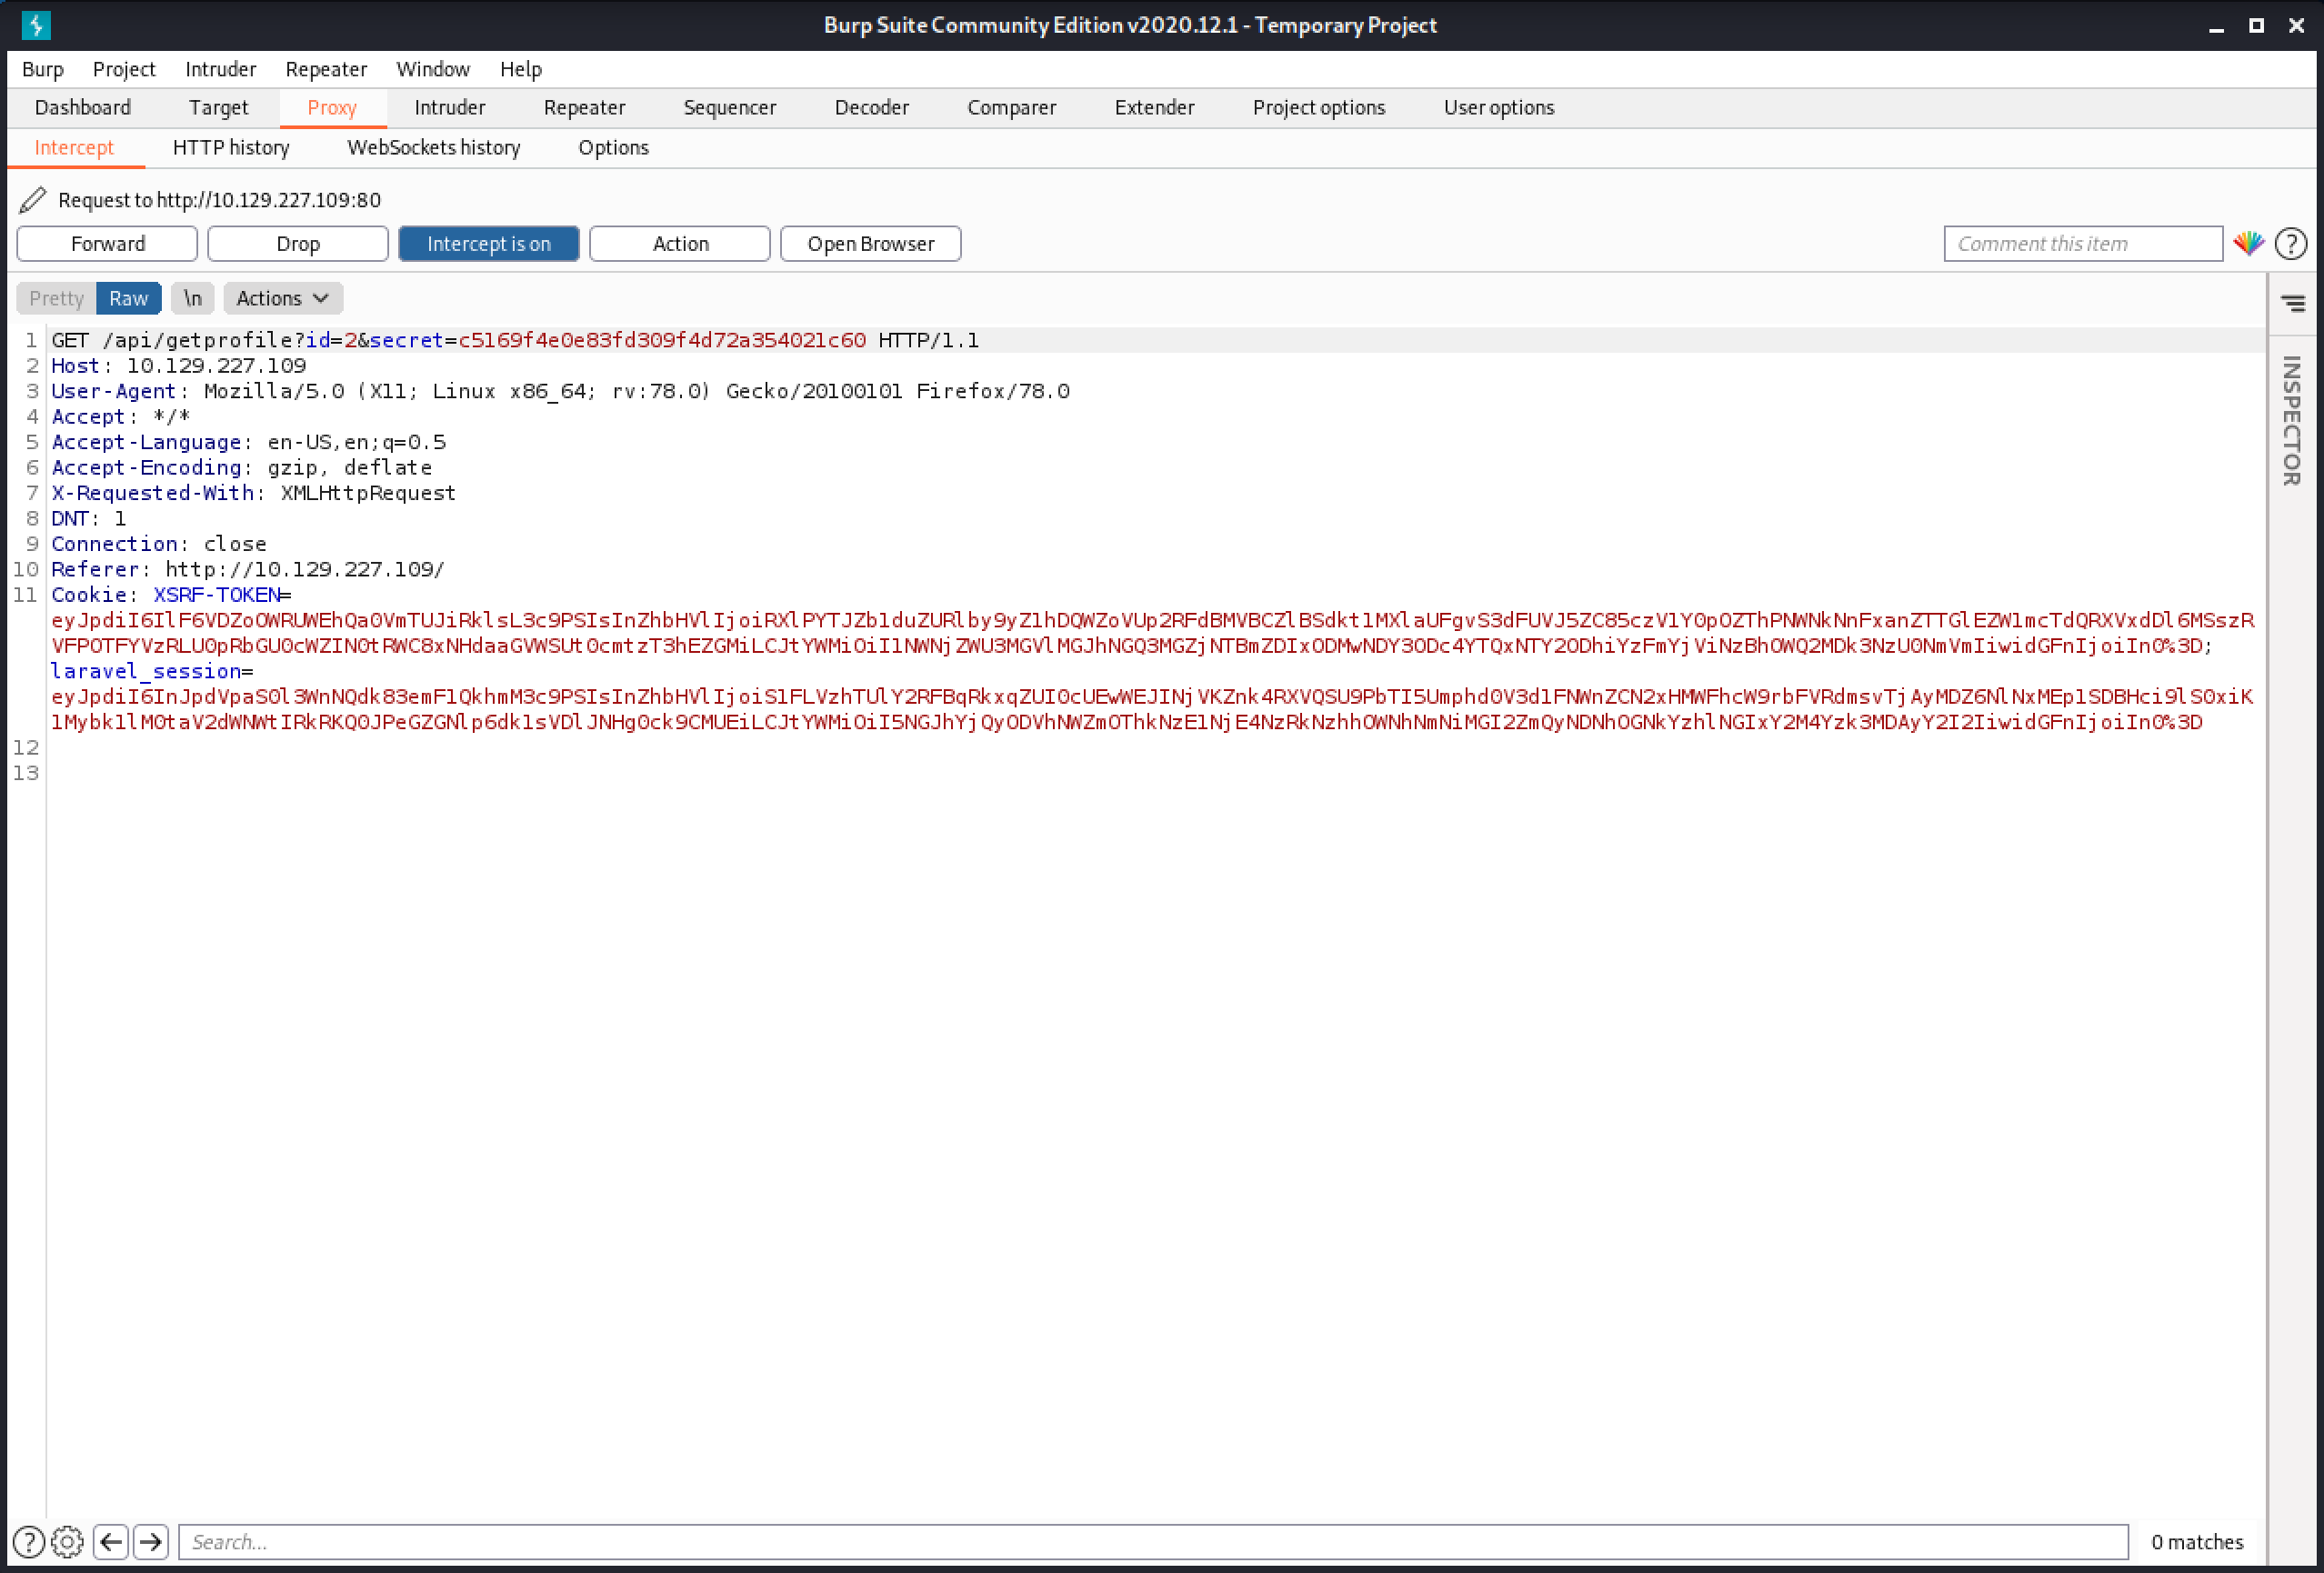 Burp Suite Community Edition v2020.12.1 - Temporary Project
Burp Project Intruder Repeater Window Help
Dashboard Target Proxy Intruder Repeater Sequencer Decoder Comparer Extender Project options User options
Intercept HTTP history WebSockets history Options
Request to http://10.129.227.109:80
Forward Drop Intercept is on Action Open Browser Comment this item ?
Pretty Raw \n Actions
INSPECTOR
1 GET /api/getprofile?id=2&secret=c5169f4e0e83fd309f4d72a354021c60 HTTP/1.1
2 Host: 10.129.227.109
3 User-Agent: Mozilla/5.0 (X11; Linux x86_64; rv:78.0) Gecko/20100101 Firefox/78.0
4 Accept: */*
5 Accept-Language: en-US,en;q=0.5
6 Accept-Encoding: gzip, deflate
7 X-Requested-With: XMLHttpRequest
8 DNT: 1
9 Connection: close
10 Referer: http://10.129.227.109/
11 Cookie: XSRF-TOKEN=
eyJpdiI6IlF6VDZoOWRUWEhQa0VmTUJiRklsL3c9PSIsInZhbHVlIjoiRXlPYTJZb1duZURlby9yZ1hDQWZoVUp2RFdBMVBCZlBSdkt1MXlaUFgvS3dFUVJ5ZC85czV1Y0pOZThPNWNkNnFxanZTTGlEZW1mcTdQRXVxdDl6MSszR
VFPOTFYVzRLU0pRbGU0cWZIN0tRWC8xNHdaaGVWSUt0cmtzT3hEZGMiLCJtYWMiOiI1NWNjZWU3MGVlMGJhNGQ3MGZjNTBmZDIxODMwNDY3ODc4YTQxNTY2ODhiYzFmYjViNzBhOWQ2MDk3NzU0NmVmIiwidGFnIjoiIn0%3D;
laravel_session=
eyJpdiI6InJpdVpaS0l3WnNQdk83emF1QkhmM3c9PSIsInZhbHVlIjoiS1FLVzhTUlY2RFBqRkxqZUI0cUEwWEJINjVKZnk4RXVQSU9PbTI5Umphd0V3d1FNWnZCN2xHMWFhcW9rbFVRdmsvTjAyMDZ6NlNxMEp1SDBHci9lS0xiK
1Mybk1lM0taV2dWNWtIRkRKQ0JPeGZGNlp6dk1sVDlJNHg0ck9CMUEiLCJtYWMiOiI5NGJhYjQyODVhNWZmOThkNzE1NjE4NzRkNzhhOWNhNmNiMGI2ZmQyNDNhOGNkYzhlNGIxY2M4Yzk3MDAyY2I2IiwidGFnIjoiIn0%3D
12
13
? Search... 0 matches